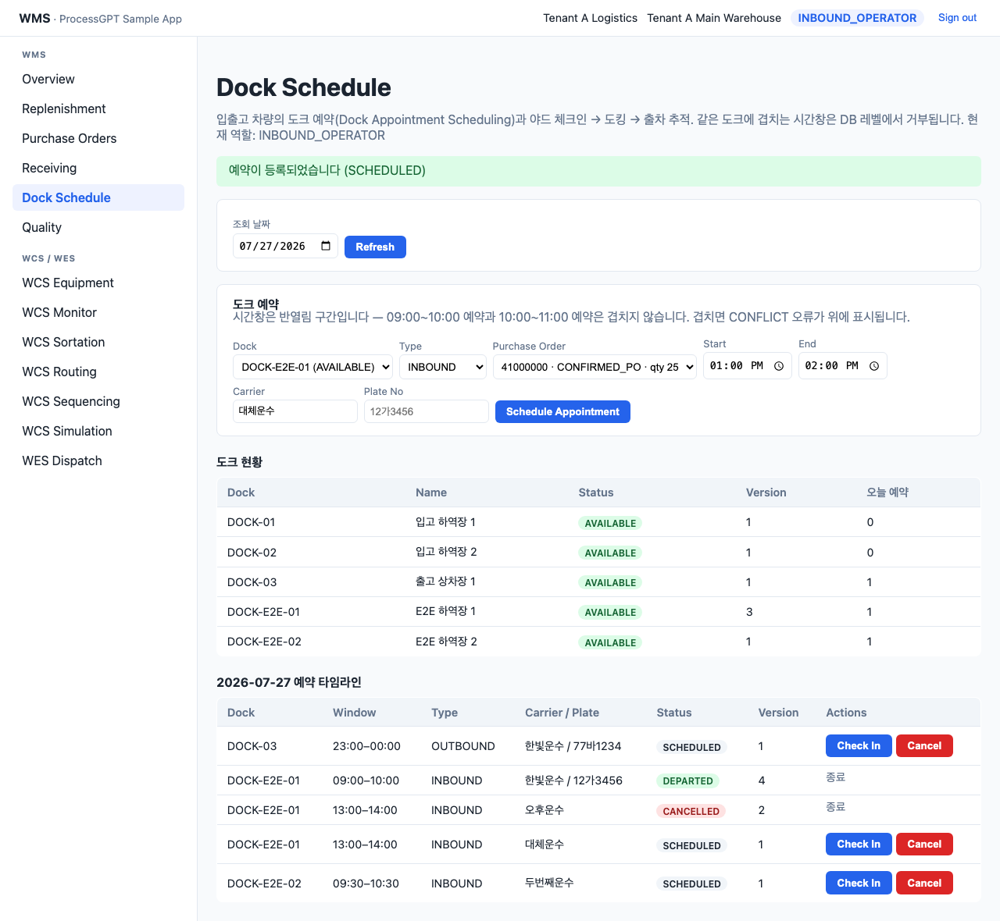 WMS · ProcessGPT Sample App
Tenant A Logistics Tenant A Main Warehouse INBOUND_OPERATOR Sign out
WMS
Overview
Replenishment
Purchase Orders
Receiving
Dock Schedule
Quality
WCS / WES
WCS Equipment
WCS Monitor
WCS Sortation
WCS Routing
WCS Sequencing
WCS Simulation
WES Dispatch
Dock Schedule
입출고 차량의 도크 예약(Dock Appointment Scheduling)과 야드 체크인 → 도킹 → 출차 추적. 같은 도크에 겹치는 시간창은 DB 레벨에서 거부됩니다. 현
재 역할: INBOUND_OPERATOR
예약이 등록되었습니다 (SCHEDULED)
조회 날짜
07/27/2026 Refresh
도크 예약
시간창은 반열림 구간입니다 — 09:00~10:00 예약과 10:00~11:00 예약은 겹치지 않습니다. 겹치면 CONFLICT 오류가 위에 표시됩니다.
Dock Type Purchase Order Start End
DOCK-E2E-01 (AVAILABLE) INBOUND 41000000 · CONFIRMED_PO · qty 25 01:00 PM 02:00 PM
Carrier Plate No
대체운수 12가3456 Schedule Appointment
도크 현황
Dock Name Status Version 오늘 예약
DOCK-01 입고 하역장 1 AVAILABLE 1 0
DOCK-02 입고 하역장 2 AVAILABLE 1 0
DOCK-03 출고 상차장 1 AVAILABLE 1 1
DOCK-E2E-01 E2E 하역장 1 AVAILABLE 3 1
DOCK-E2E-02 E2E 하역장 2 AVAILABLE 1 1
2026-07-27 예약 타임라인
Dock Window Type Carrier / Plate Status Version Actions
DOCK-03 23:00–00:00 OUTBOUND 한빛운수 / 77바1234 SCHEDULED 1 Check In Cancel
DOCK-E2E-01 09:00–10:00 INBOUND 한빛운수 / 12가3456 DEPARTED 4 종료
DOCK-E2E-01 13:00–14:00 INBOUND 오후운수 CANCELLED 2 종료
DOCK-E2E-01 13:00–14:00 INBOUND 대체운수 SCHEDULED 1 Check In Cancel
DOCK-E2E-02 09:30–10:30 INBOUND 두번째운수 SCHEDULED 1 Check In Cancel